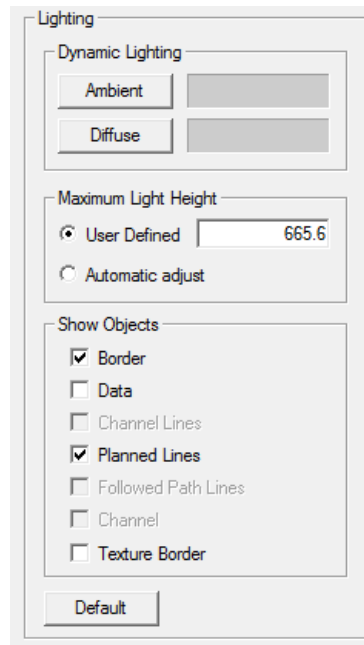 Lighting
Dynamic Lighting
Ambient
Diffuse
Maximum Light Height
User Defined 665.6
Automatic adjust
Show Objects
Border
Data
Channel Lines
Planned Lines
Followed Path Lines
Channel
Texture Border
Default